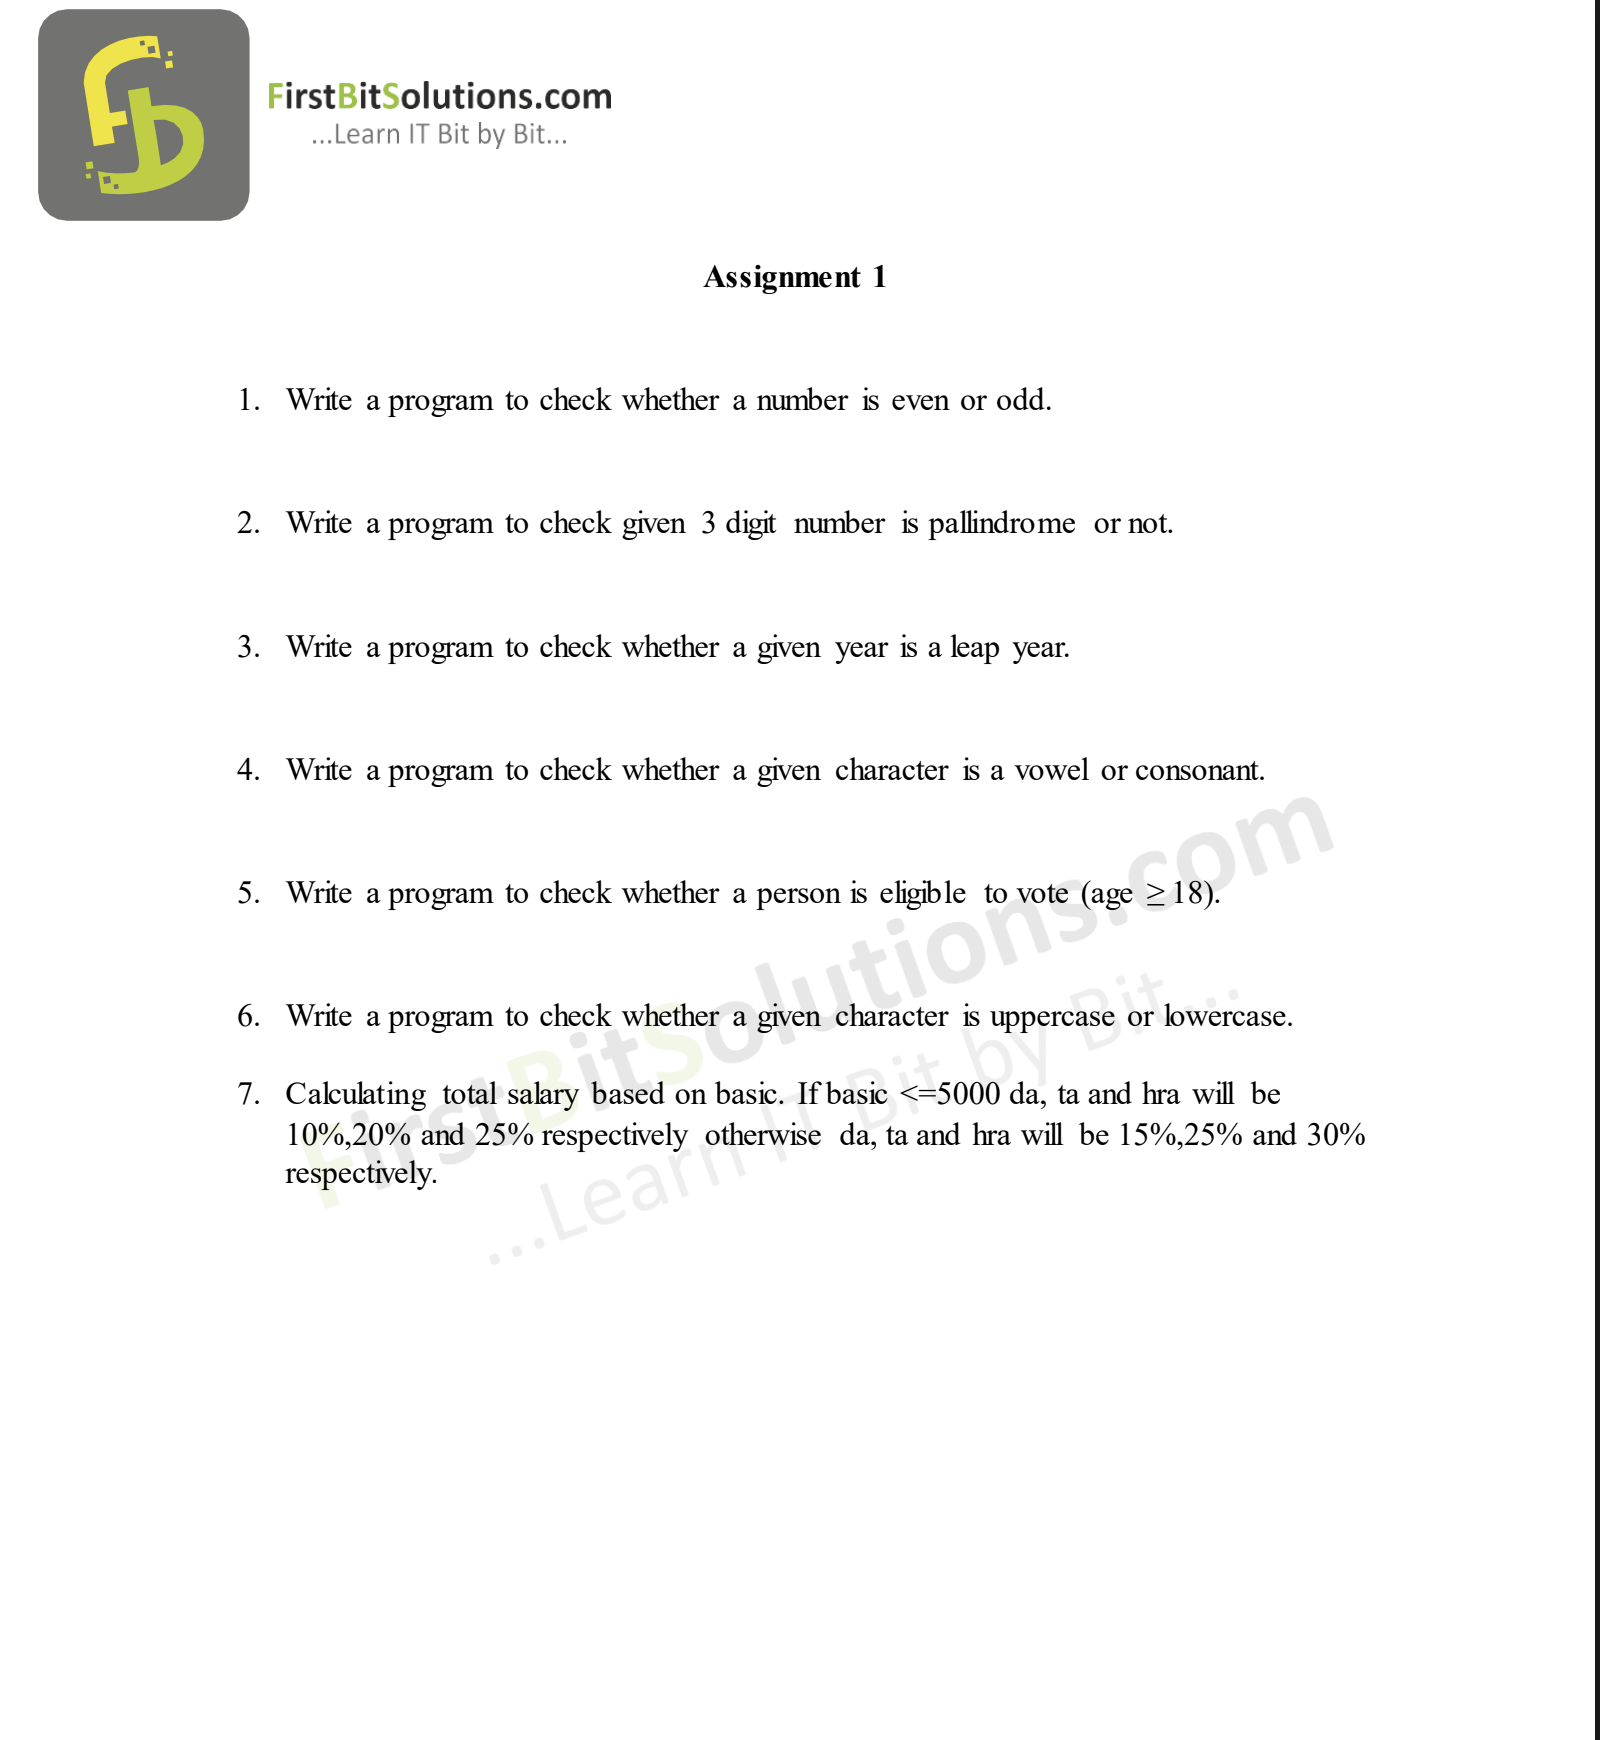 FirstBitSolutions.com
...Learn IT Bit by Bit...
Assignment 1
1. Write a program to check whether a number is even or odd.
2. Write a program to check given 3 digit number is pallindrome or not.
3. Write a program to check whether a given year is a leap year.
4. Write a program to check whether a given character is a vowel or consonant.
5. Write a program to check whether a person is eligible to vote (age ≥ 18).
6. Write a program to check whether a given character is uppercase or lowercase.
7. Calculating total salary based on basic. If basic <=5000 da, ta and hra will be
10%,20% and 25% respectively otherwise da, ta and hra will be 15%,25% and 30%
respectively.
FirstBitSolutions.com
...Learn IT Bit by Bit...